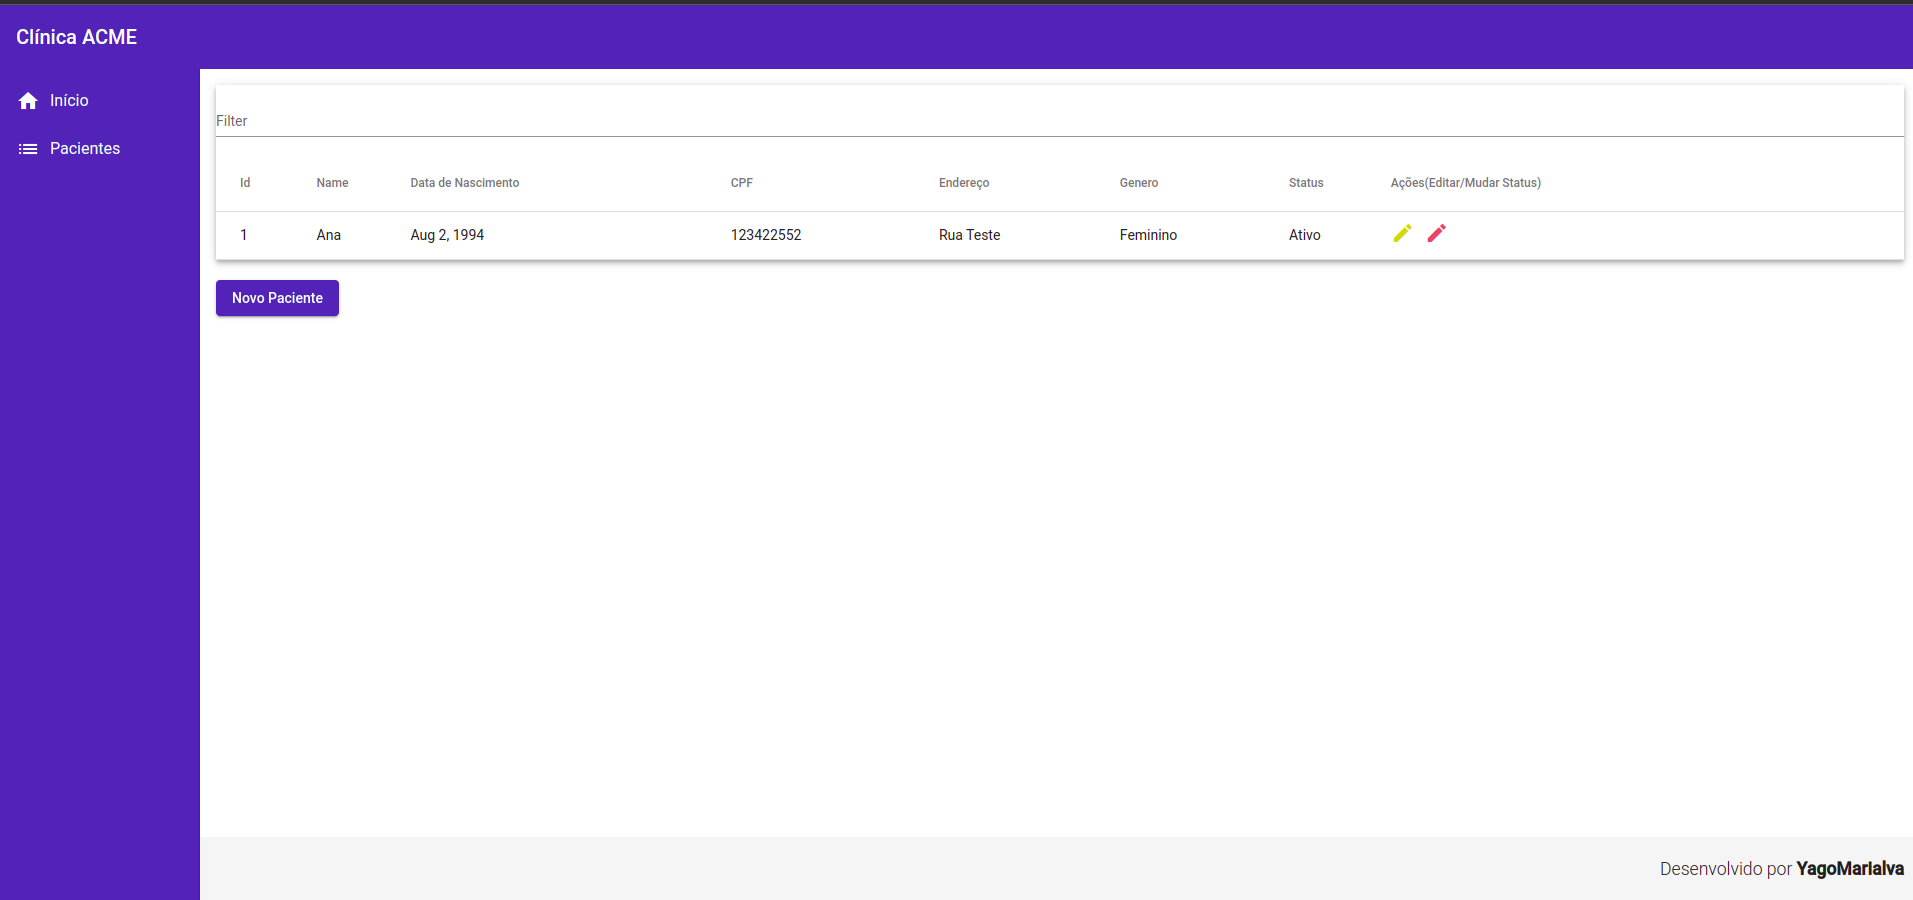 Clínica ACME
Início
Pacientes
Filter
Id Name Data de Nascimento CPF Endereço Genero Status Ações(Editar/Mudar Status)
1 Ana Aug 2, 1994 123422552 Rua Teste Feminino Ativo
Novo Paciente
Desenvolvido por YagoMarialva